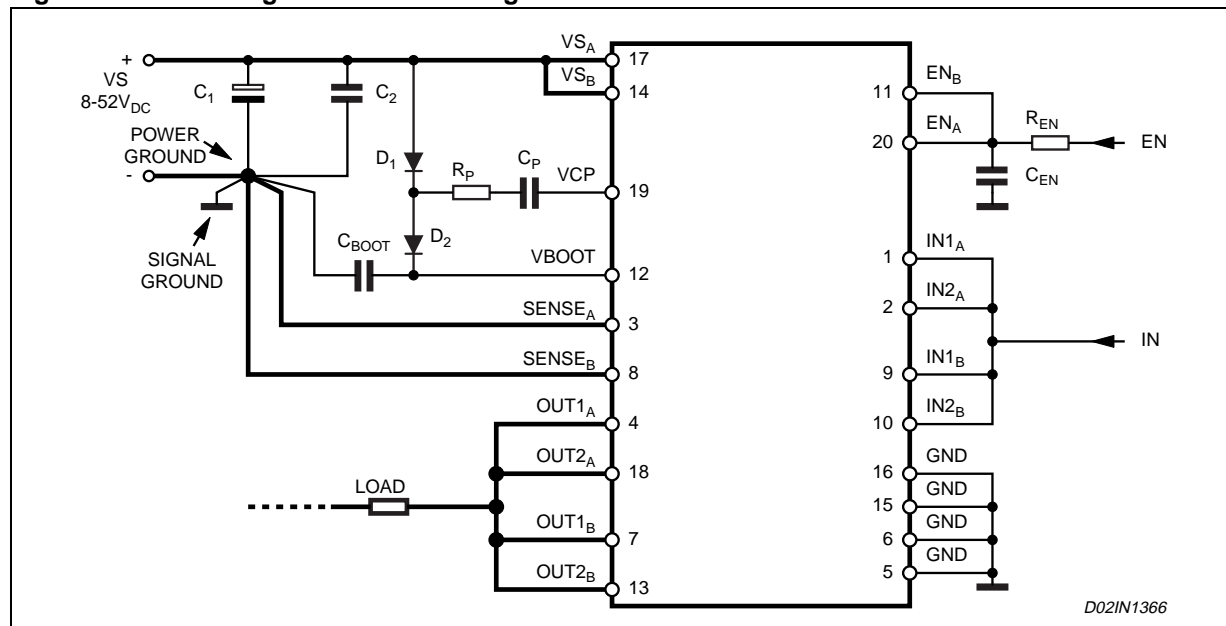 +
VS
8-52V_DC
-
POWER
GROUND
SIGNAL
GROUND
C_1
C_2
D_1
R_P
C_P
D_2
C_BOOT
VS_A
17
VS_B
14
VCP
19
VBOOT
12
SENSE_A
3
SENSE_B
8
OUT1_A
4
OUT2_A
18
LOAD
OUT1_B
7
OUT2_B
13
11
EN_B
20
EN_A
R_EN
EN
C_EN
1
IN1_A
2
IN2_A
IN
9
IN1_B
10
IN2_B
16
GND
15
GND
6
GND
5
GND
D02IN1366